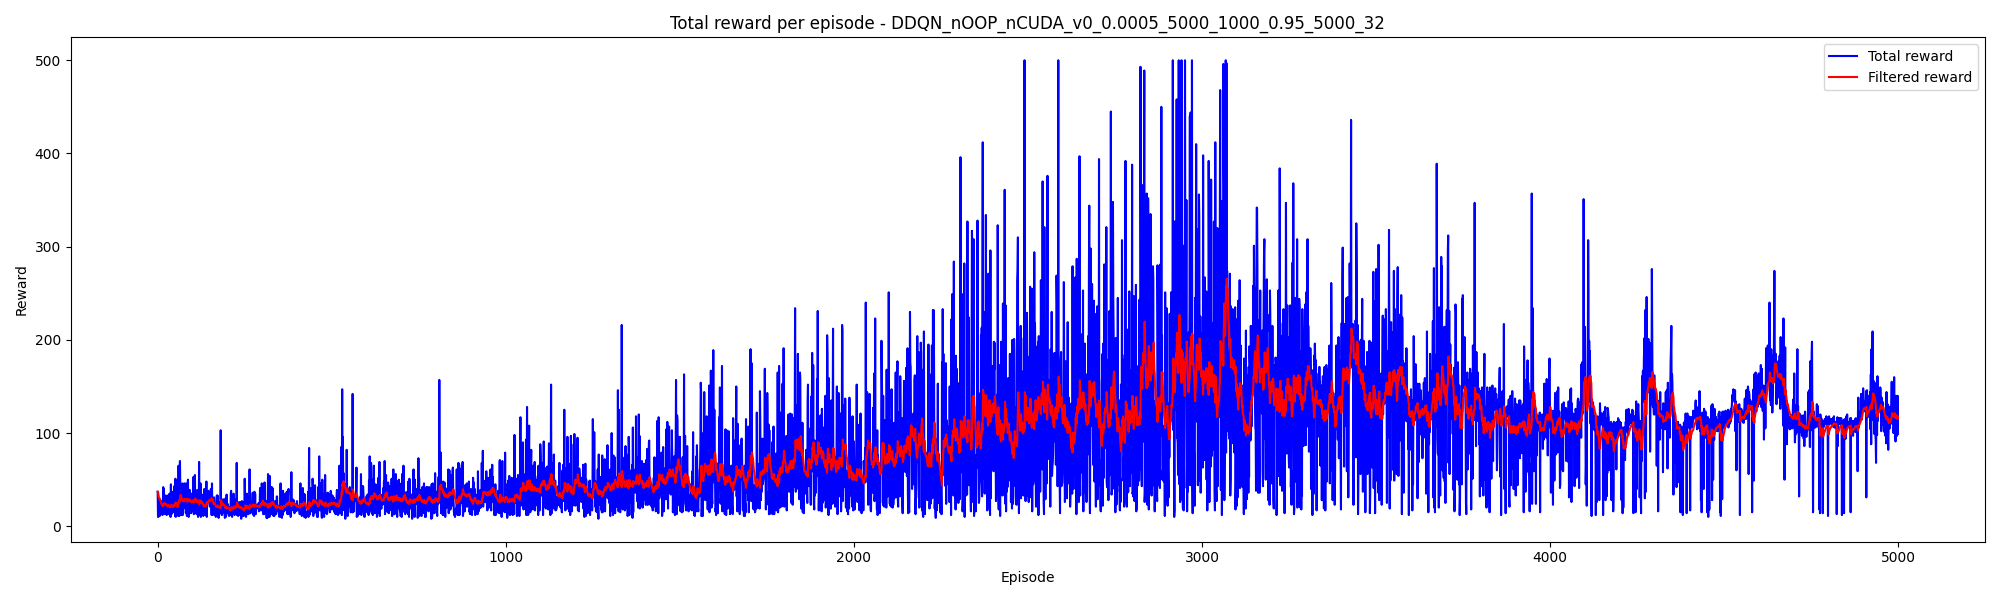 Total reward per episode - DDQN_nOOP_nCUDA_v0_0.0005_5000_1000_0.95_5000_32
Total reward
Filtered reward
Reward
500
400
300
200
100
0
0 1000 2000 3000 4000 5000
Episode